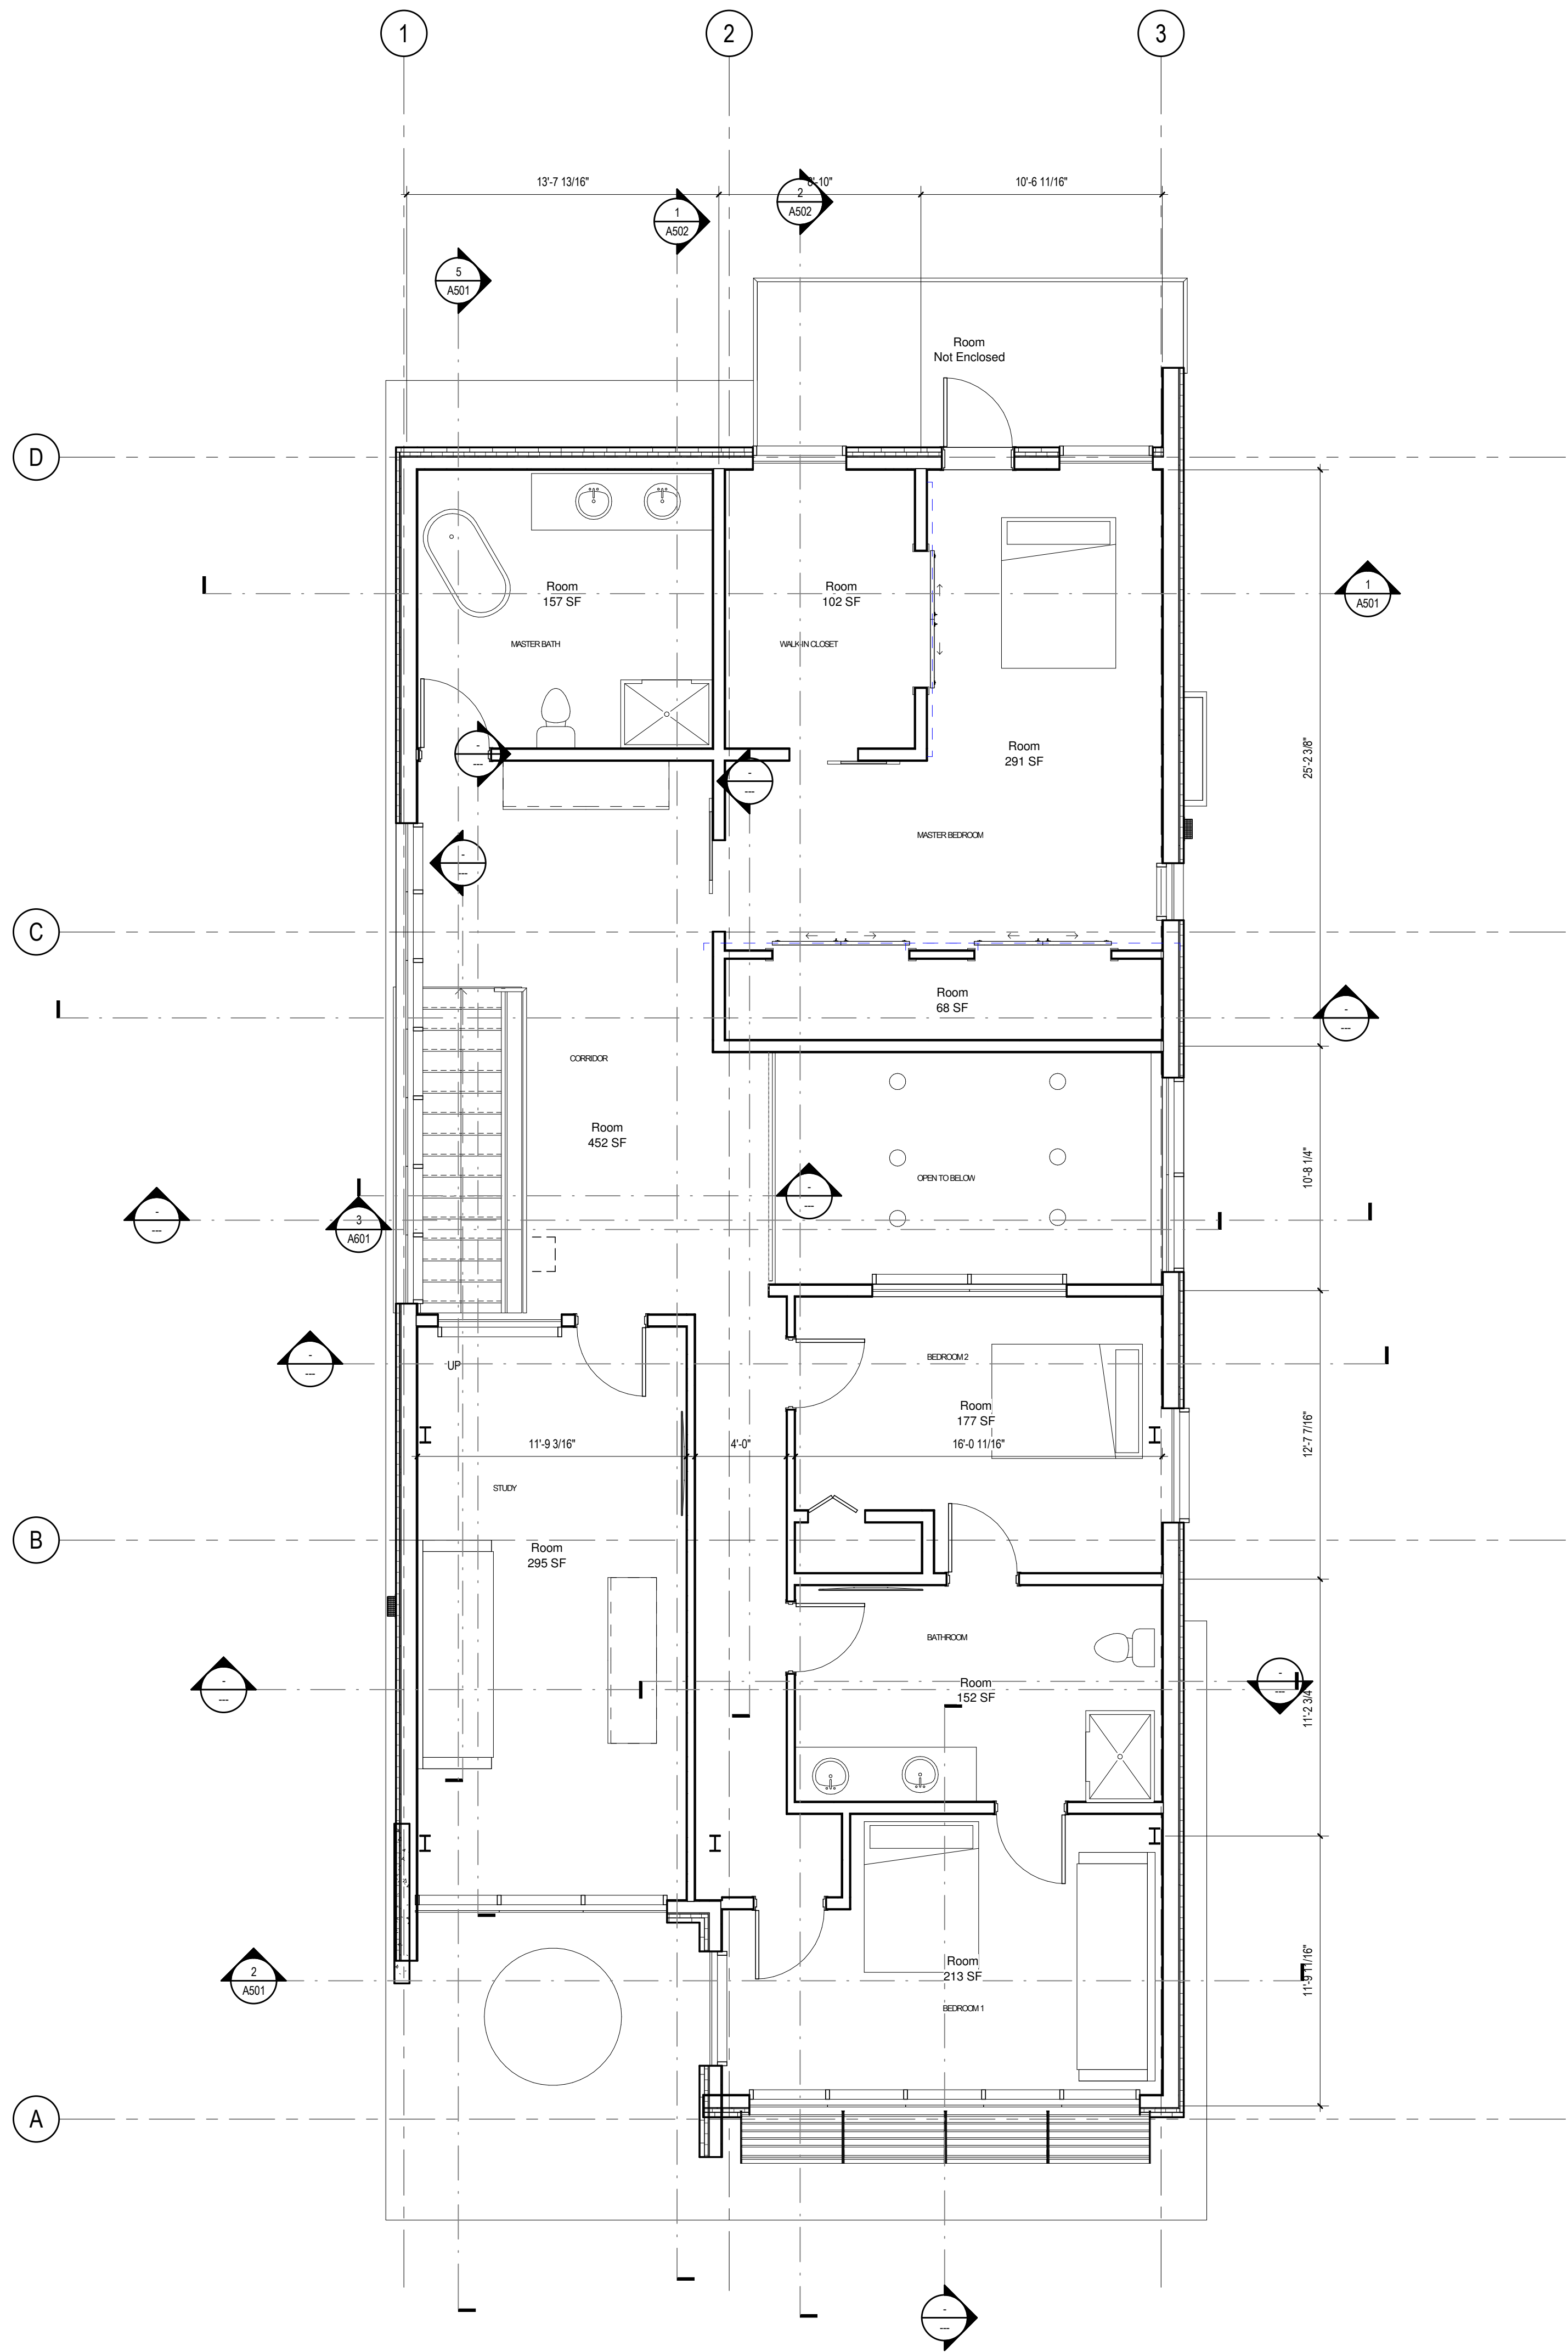 1
2
3
13'-7 13/16"
8'-10"
10'-6 11/16"
2
A502
1
A502
5
A501
Room
Not Enclosed
D
Room
157 SF
Room
102 SF
1
A501
MASTER BATH
WALK-IN CLOSET
Room
291 SF
25'-2 3/8"
-
---
-
---
MASTER BEDROOM
-
---
C
Room
68 SF
-
---
CORRIDOR
Room
452 SF
10'-8 1/4"
OPEN TO BELOW
-
---
-
---
3
A601
-
---
UP
BEDROOM 2
Room
177 SF
12'-7 7/16"
11'-9 3/16"
4'-0"
16'-0 11/16"
STUDY
B
Room
295 SF
BATHROOM
-
---
Room
152 SF
-
---
11'-2 3/4"
2
A501
Room
213 SF
11'-9 11/16"
BEDROOM 1
A
-
---